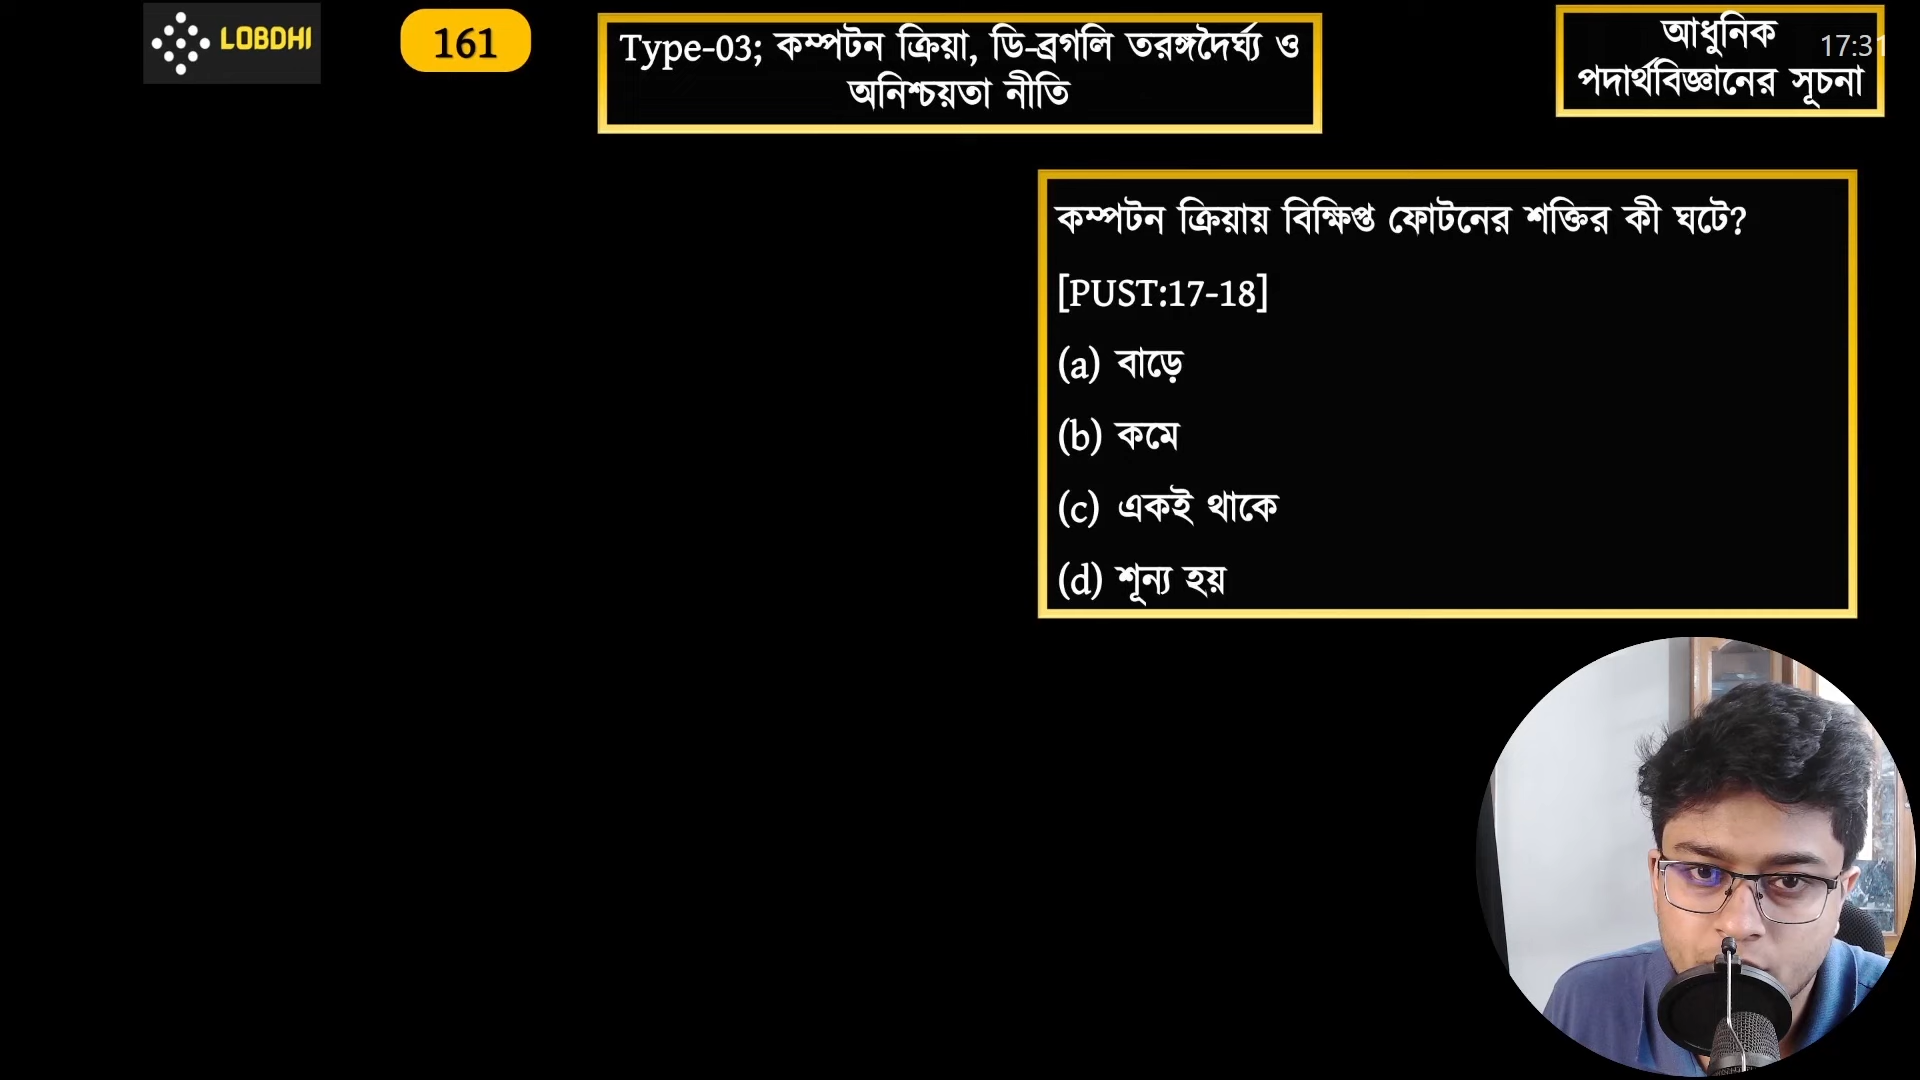 LOBDHI
161
Type-03; কম্পটন ক্রিয়া, ডি-ব্রগলি তরঙ্গদৈর্ঘ্য ও
অনিশ্চয়তা নীতি
আধুনিক
পদার্থবিজ্ঞানের সূচনা
17:31
কম্পটন ক্রিয়ায় বিক্ষিপ্ত ফোটনের শক্তির কী ঘটে?
[PUST:17-18]
(a) বাড়ে
(b) কমে
(c) একই থাকে
(d) শূন্য হয়